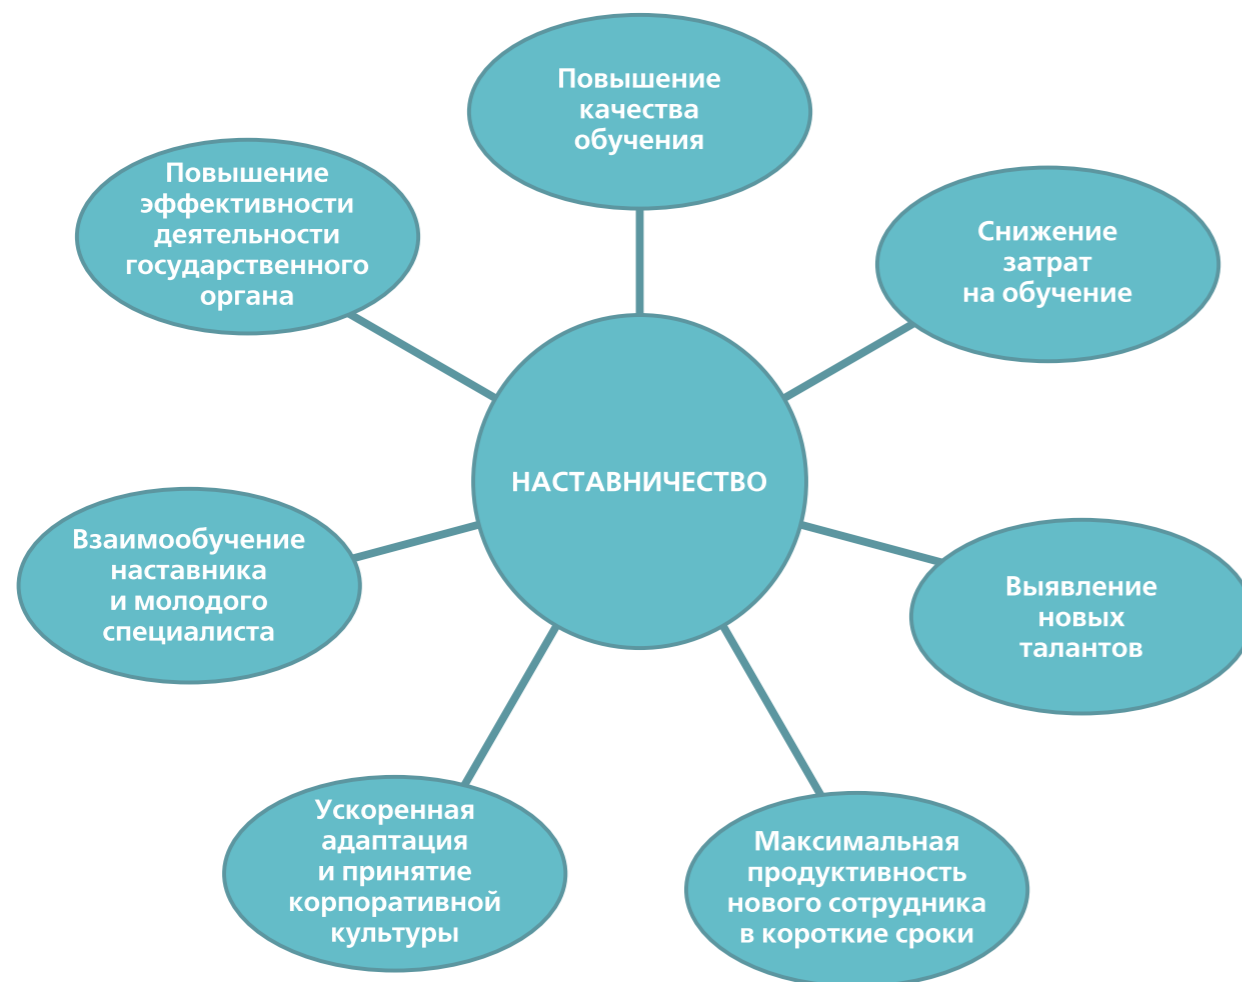 Повышение
качества
обучения
Повышение
эффективности
деятельности
государственного
органа
Снижение
затрат
на обучение
НАСТАВНИЧЕСТВО
Взаимообучение
наставника
и молодого
специалиста
Выявление
новых
талантов
Ускоренная
адаптация
и принятие
корпоративной
культуры
Максимальная
продуктивность
нового сотрудника
в короткие сроки